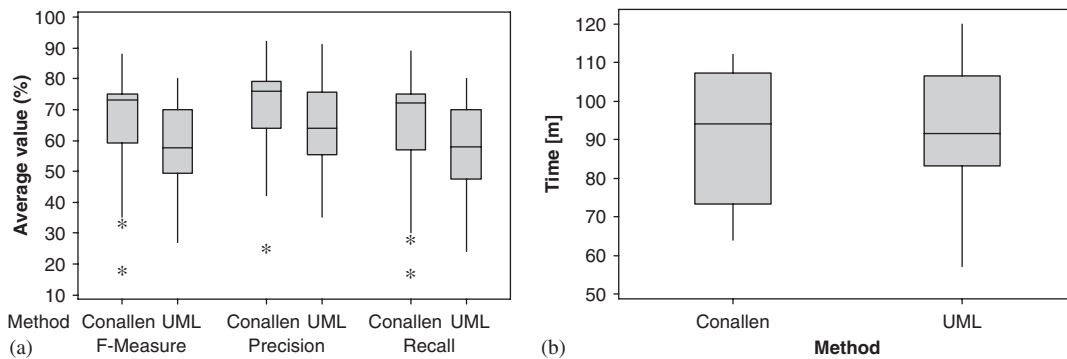 Average value (%)
100
90
80
70
60
50
40
30
20
10
*
*
*
*
*
Method Conallen UML Conallen UML Conallen UML
F-Measure Precision Recall
(a)
Time [m]
120
110
100
90
80
70
60
50
Conallen UML
Method
(b)